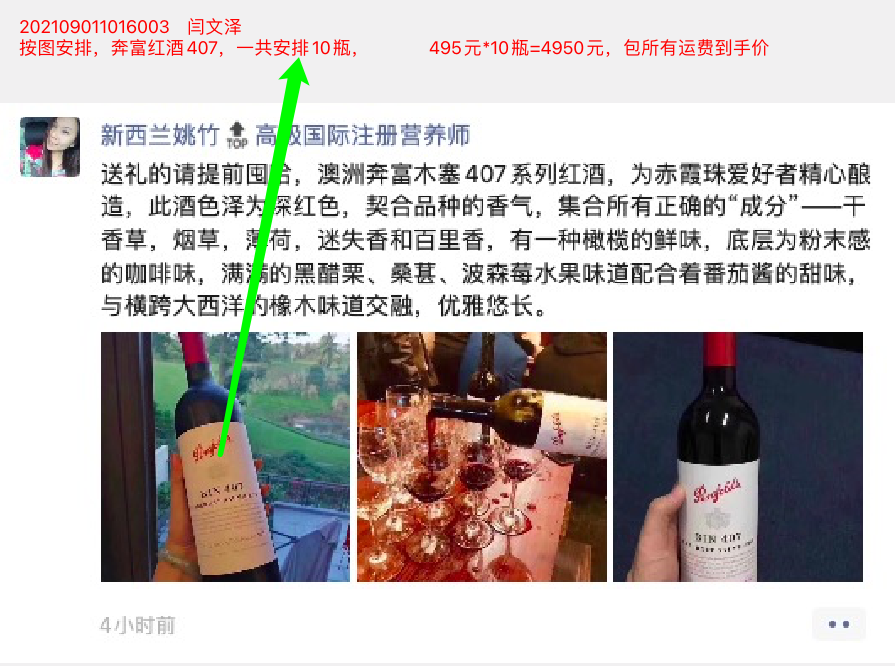 202109011016003 闫文泽
按图安排，奔富红酒407，一共安排10瓶， 495元*10瓶=4950元，包所有运费到手价
新西兰姚竹 TOP 高级国际注册营养师
送礼的请提前囤哈，澳洲奔富木塞407系列红酒，为赤霞珠爱好者精心酿
造，此酒色泽为深红色，契合品种的香气，集合所有正确的“成分”——干
香草，烟草，薄荷，迷失香和百里香，有一种橄榄的鲜味，底层为粉末感
的咖啡味，满满的黑醋栗、桑葚、波森莓水果味道配合着番茄酱的甜味，
与横跨大西洋的橡木味道交融，优雅悠长。
Penfolds
BIN 407
Penfolds
Penfolds
BIN 407
4小时前